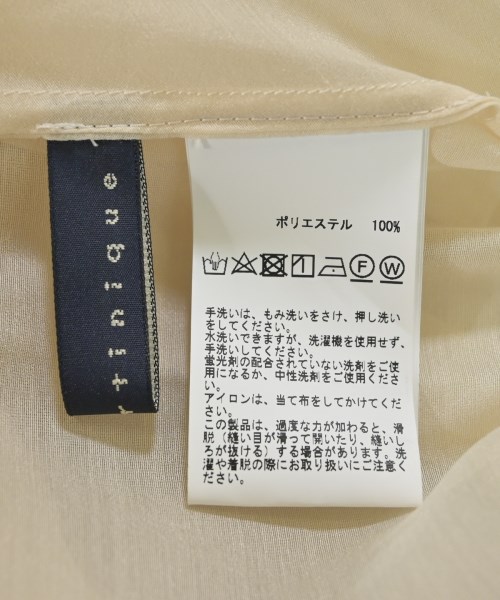 rtinique
ポリエステル 100%
F W
手洗いは、もみ洗いをさけ、押し洗い
をしてください。
水洗いできますが、洗濯機を使用せず、
手洗いしてください。
蛍光剤の配合されていない洗剤をご使
用になるか、中性洗剤をご使用くださ
い。
アイロンは、当て布をしてかけてくだ
さい。
この製品は、過度な力が加わると、滑
脱(縫い目が滑って開いたり、縫いし
ろが抜ける)する場合があります。洗
濯や着脱の際にお取り扱いにご注意く
ださい。